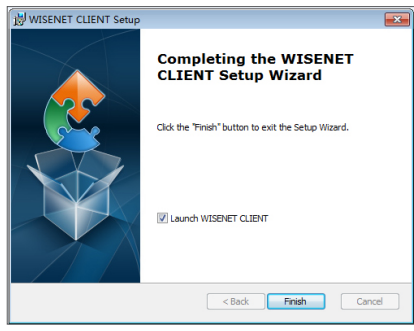 WISENET CLIENT Setup
Completing the WISENET
CLIENT Setup Wizard
Click the "Finish" button to exit the Setup Wizard.
Launch WISENET CLIENT
< Back Finish Cancel